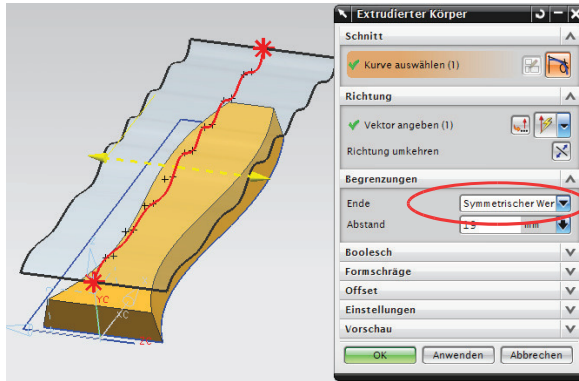 Extrudierter Körper
Schnitt
Kurve auswählen (1)
Richtung
Vektor angeben (1)
Richtung umkehren
Begrenzungen
Ende
Symmetrischer Wer
Abstand
mm
Boolesch
Formschräge
Offset
Einstellungen
Vorschau
OK
Anwenden
Abbrechen
YC
XC
ZC